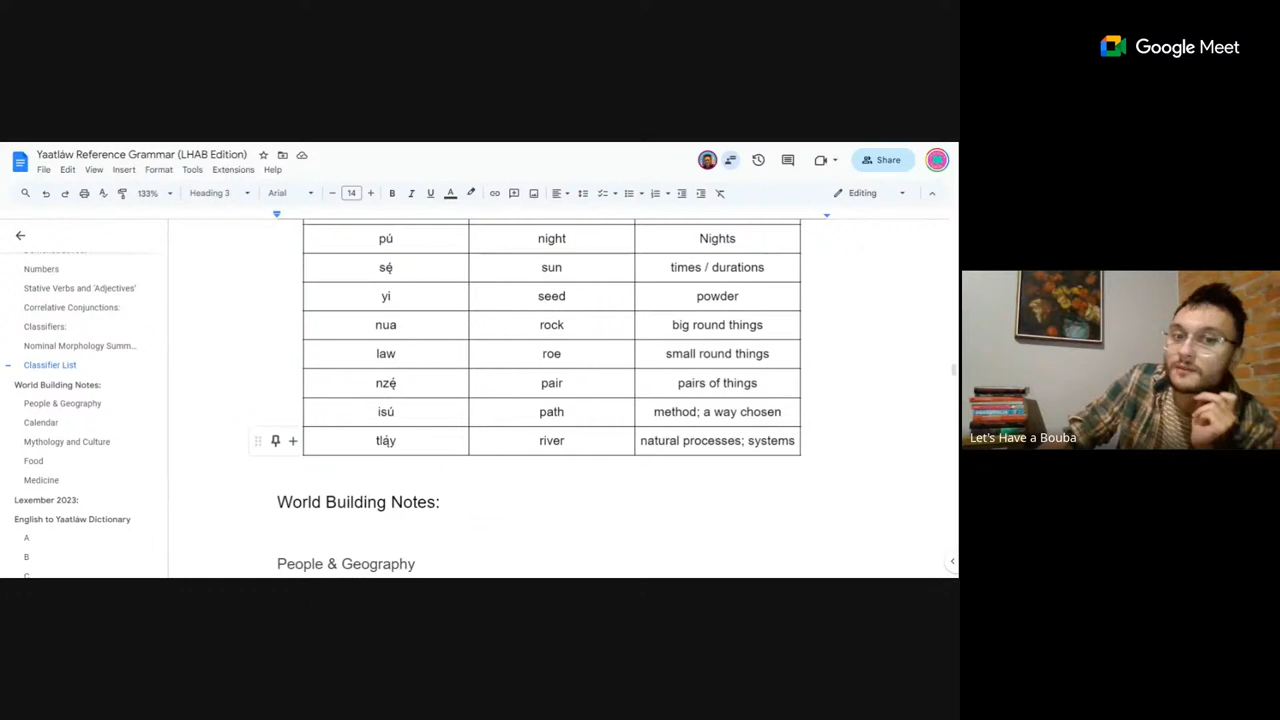 Google Meet
Yaatláw Reference Grammar (LHAB Edition)
File Edit View Insert Format Tools Extensions Help
Share
133% Heading 3 Arial 14 Editing
Numbers
Stative Verbs and 'Adjectives'
Correlative Conjunctions:
Classifiers:
Nominal Morphology Summ...
Classifier List
World Building Notes:
People & Geography
Calendar
Mythology and Culture
Food
Medicine
Lexember 2023:
English to Yaatláw Dictionary
A
B
C
pú night Nights
sę́ sun times / durations
yi seed powder
nua rock big round things
law roe small round things
nzę́ pair pairs of things
isú path method; a way chosen
tlą́y river natural processes; systems
World Building Notes:
People & Geography
Let's Have a Bouba